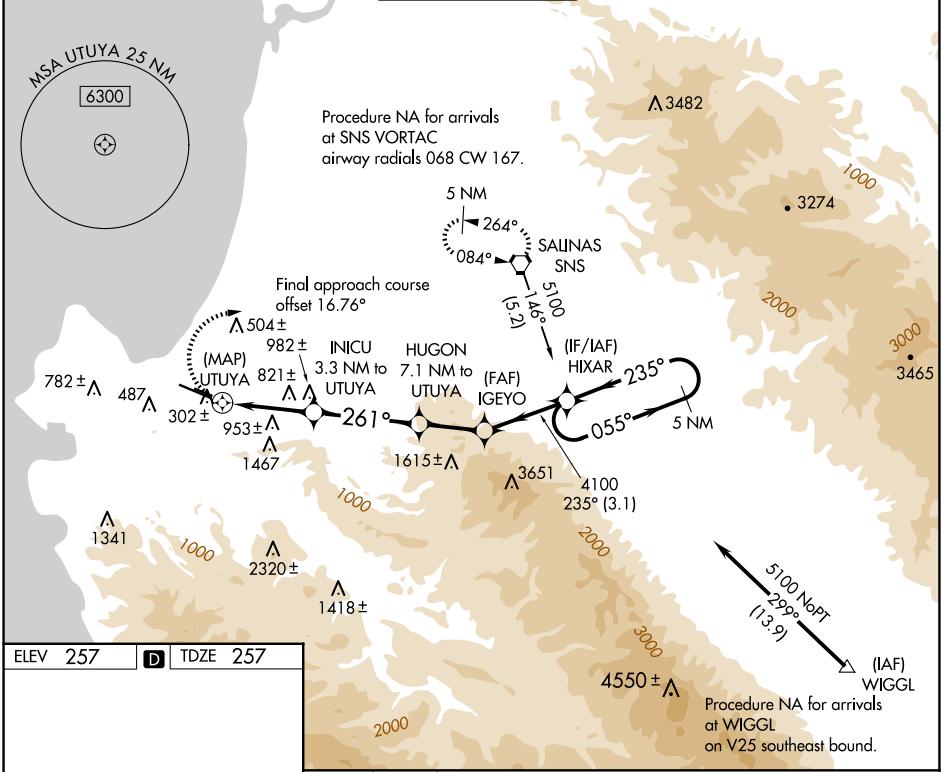 MSA UTUYA 25 NM
6300
Procedure NA for arrivals
at SNS VORTAC
airway radials 068 CW 167.
3482
1000
3274
5 NM
264°
084°
SALINAS
SNS
2000
3000
3465
5100
146°
(5.2)
Final approach course
offset 16.76°
504±
982±
(MAP)
UTUYA
821±
INICU
3.3 NM to
UTUYA
HUGON
7.1 NM to
UTUYA
(FAF)
IGEYO
(IF/IAF)
HIXAR
235°
055°
5 NM
782±
487
302±
953±
1467
261°
1615±
3651
4100
235° (3.1)
1000
2000
1341
1000
2320±
1418±
5100 NoPT
299°
(13.9)
(IAF)
WIGGL
3000
4550±
2000
Procedure NA for arrivals
at WIGGL
on V25 southeast bound.
ELEV 257 D TDZE 257